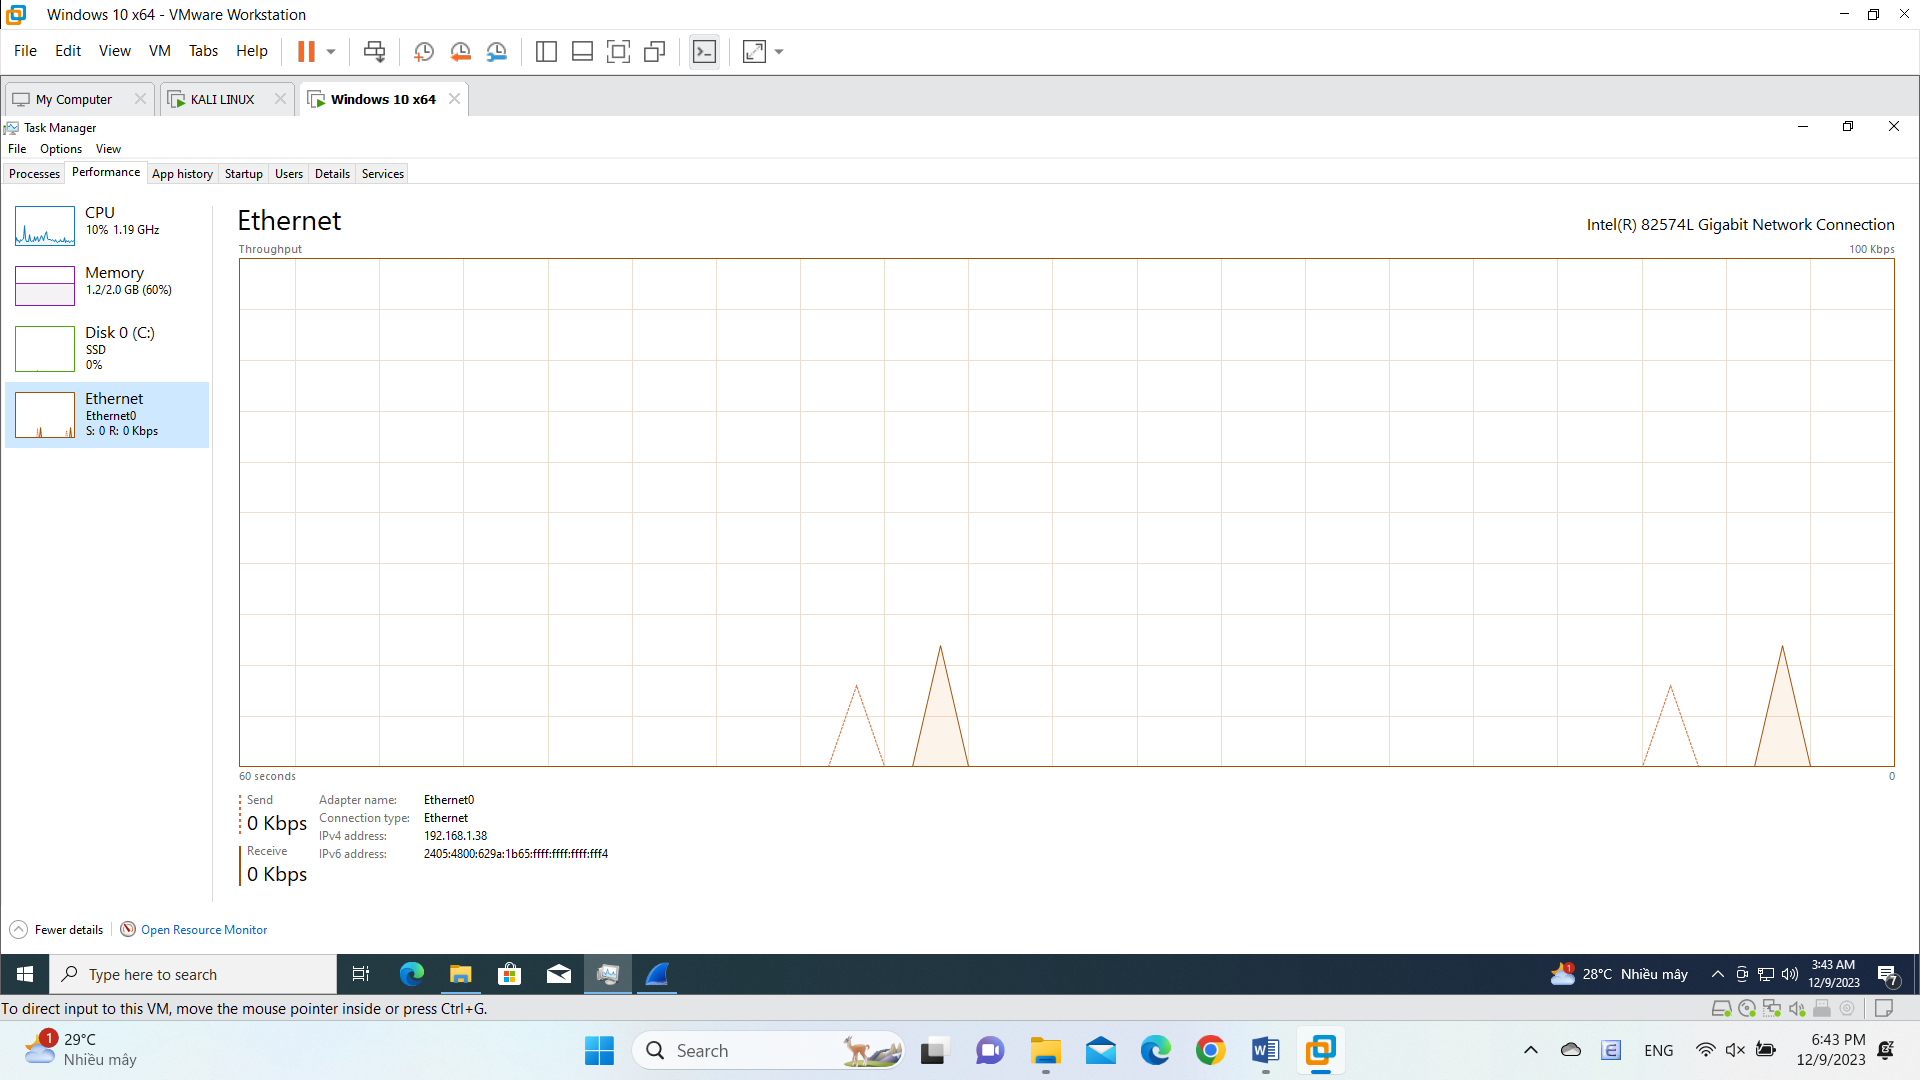 Windows 10 x64 - VMware Workstation
File Edit View VM Tabs Help
My Computer KALI LINUX Windows 10 x64
Task Manager
File Options View
Processes Performance App history Startup Users Details Services
CPU
10% 1.19 GHz
Memory
1.2/2.0 GB (60%)
Disk 0 (C:)
SSD
0%
Ethernet
Ethernet0
S: 0 R: 0 Kbps
Ethernet
Intel(R) 82574L Gigabit Network Connection
Throughput
100 Kbps
60 seconds
0
Send
0 Kbps
Receive
0 Kbps
Adapter name: Ethernet0
Connection type: Ethernet
IPv4 address: 192.168.1.38
IPv6 address: 2405:4800:629a:1b65:ffff:ffff:ffff:fff4
Fewer details
Open Resource Monitor
Type here to search
1
28°C Nhiều mây
3:43 AM
12/9/2023
7
To direct input to this VM, move the mouse pointer inside or press Ctrl+G.
1
29°C
Nhiều mây
Search
ENG
6:43 PM
12/9/2023